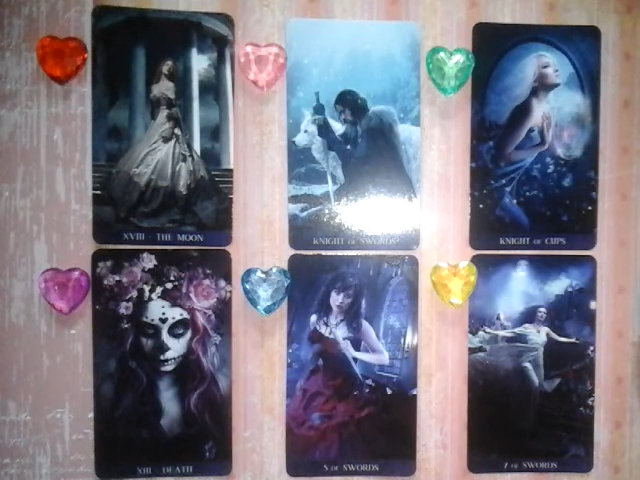 XVIII · THE MOON
KNIGHT OF SWORDS
KNIGHT OF CUPS
XIII · DEATH
5 OF SWORDS
7 OF SWORDS